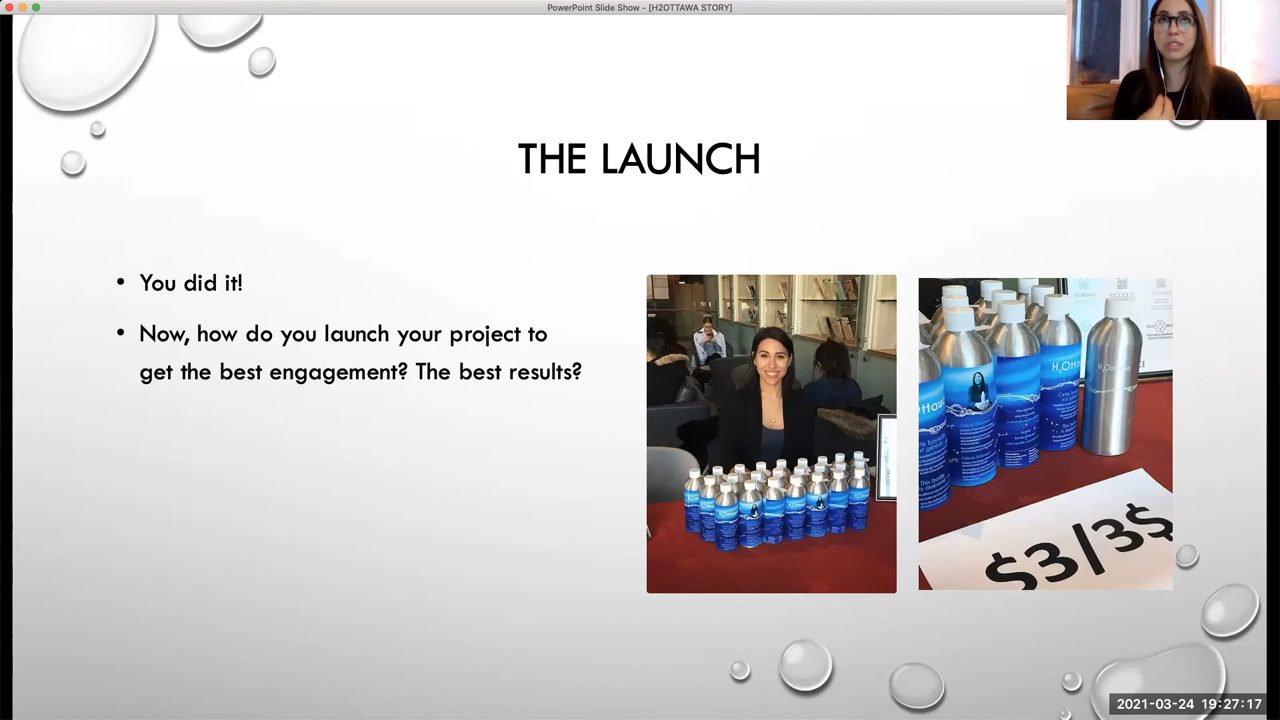 PowerPoint Slide Show - [H2OTTAWA STORY]
THE LAUNCH
• You did it!
• Now, how do you launch your project to
get the best engagement? The best results?
H₂Ottawa
$3/3$
2021-03-24 19:27:17